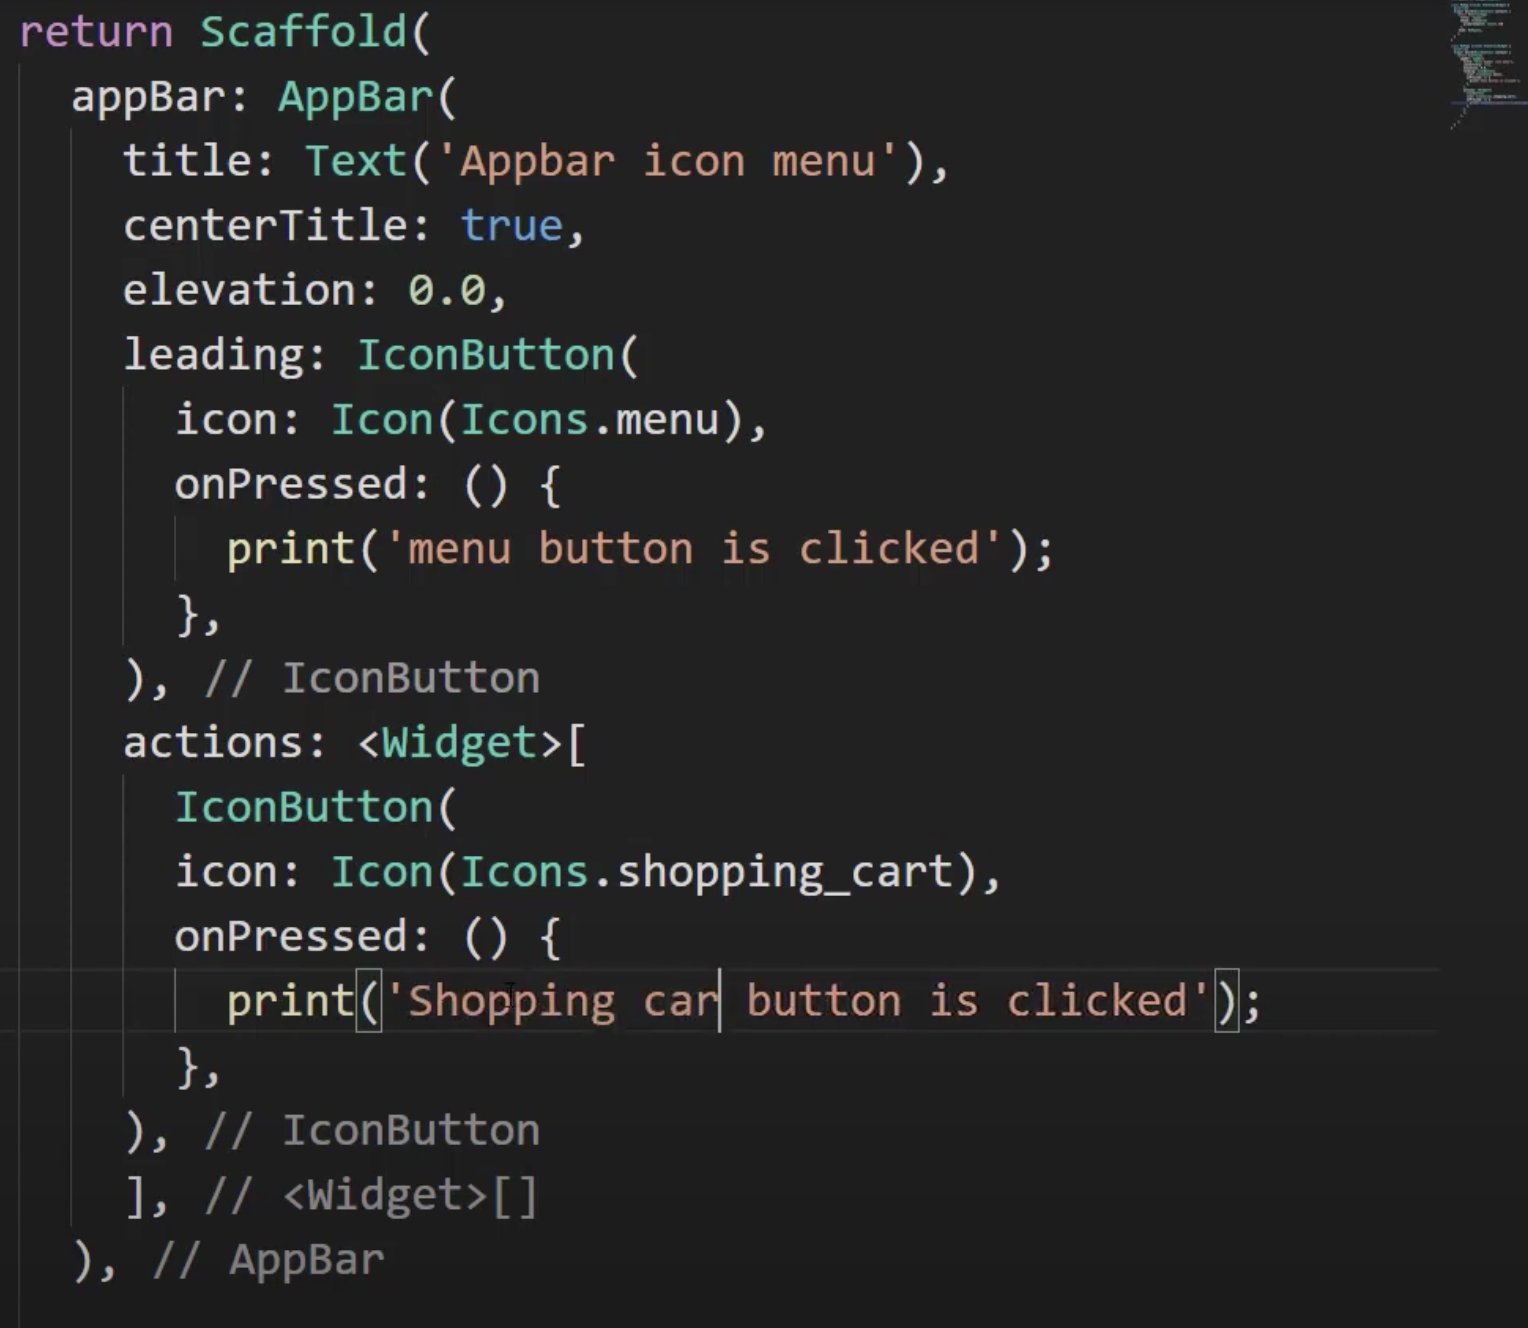 return Scaffold(
appBar: AppBar(
title: Text('Appbar icon menu'),
centerTitle: true,
elevation: 0.0,
leading: IconButton(
icon: Icon(Icons.menu),
onPressed: () {
print('menu button is clicked');
},
), // IconButton
actions: <Widget>[
IconButton(
icon: Icon(Icons.shopping_cart),
onPressed: () {
print('Shopping car button is clicked');
},
), // IconButton
], // <Widget>[]
), // AppBar